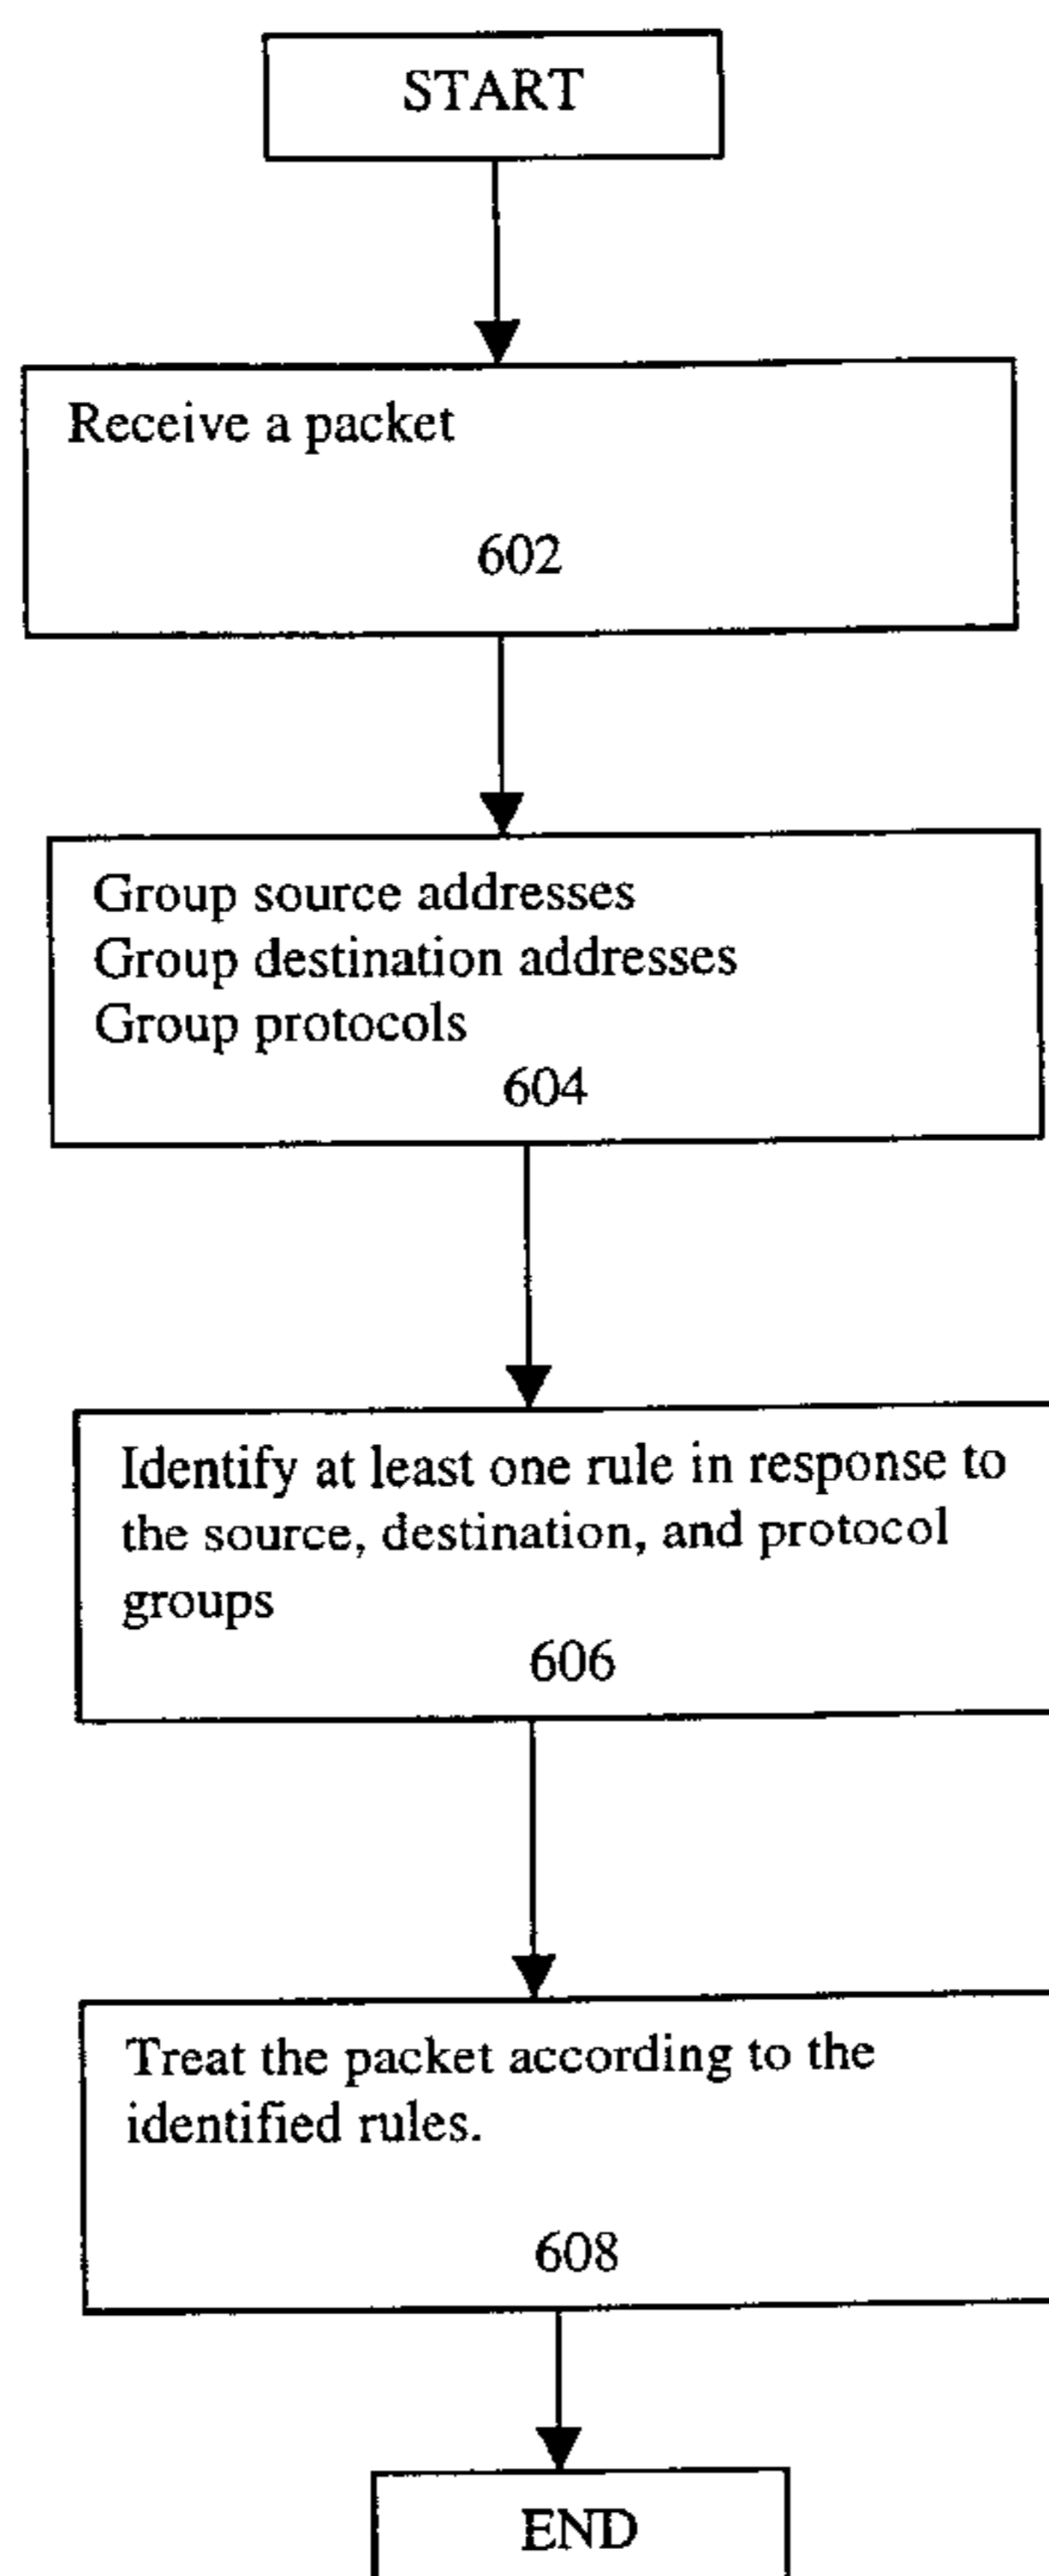 START
Receive a packet
602
Group source addresses
Group destination addresses
Group protocols
604
Identify at least one rule in response to
the source, destination, and protocol
groups
606
Treat the packet according to the
identified rules.
608
END